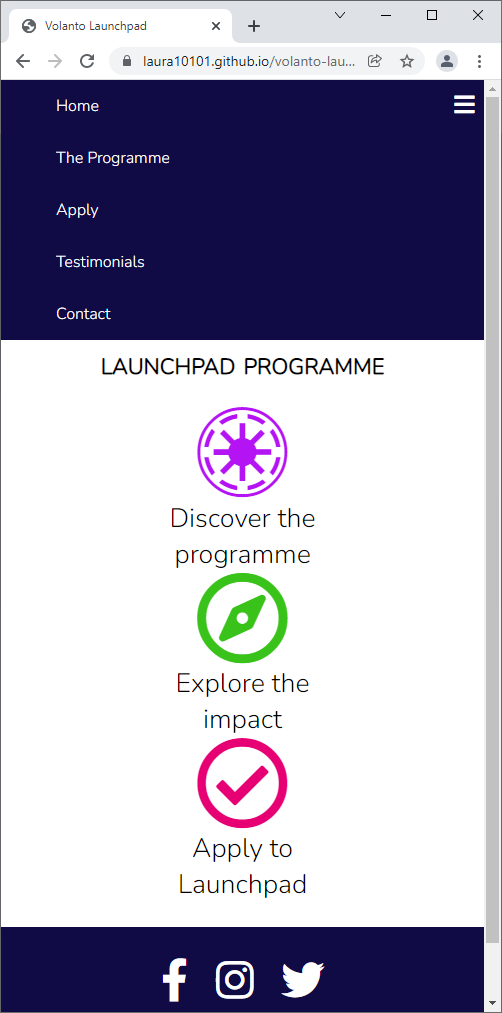 Volanto Launchpad
laura10101.github.io/volanto-lau...
Home
The Programme
Apply
Testimonials
Contact
LAUNCHPAD PROGRAMME
Discover the
programme
Explore the
impact
Apply to
Launchpad